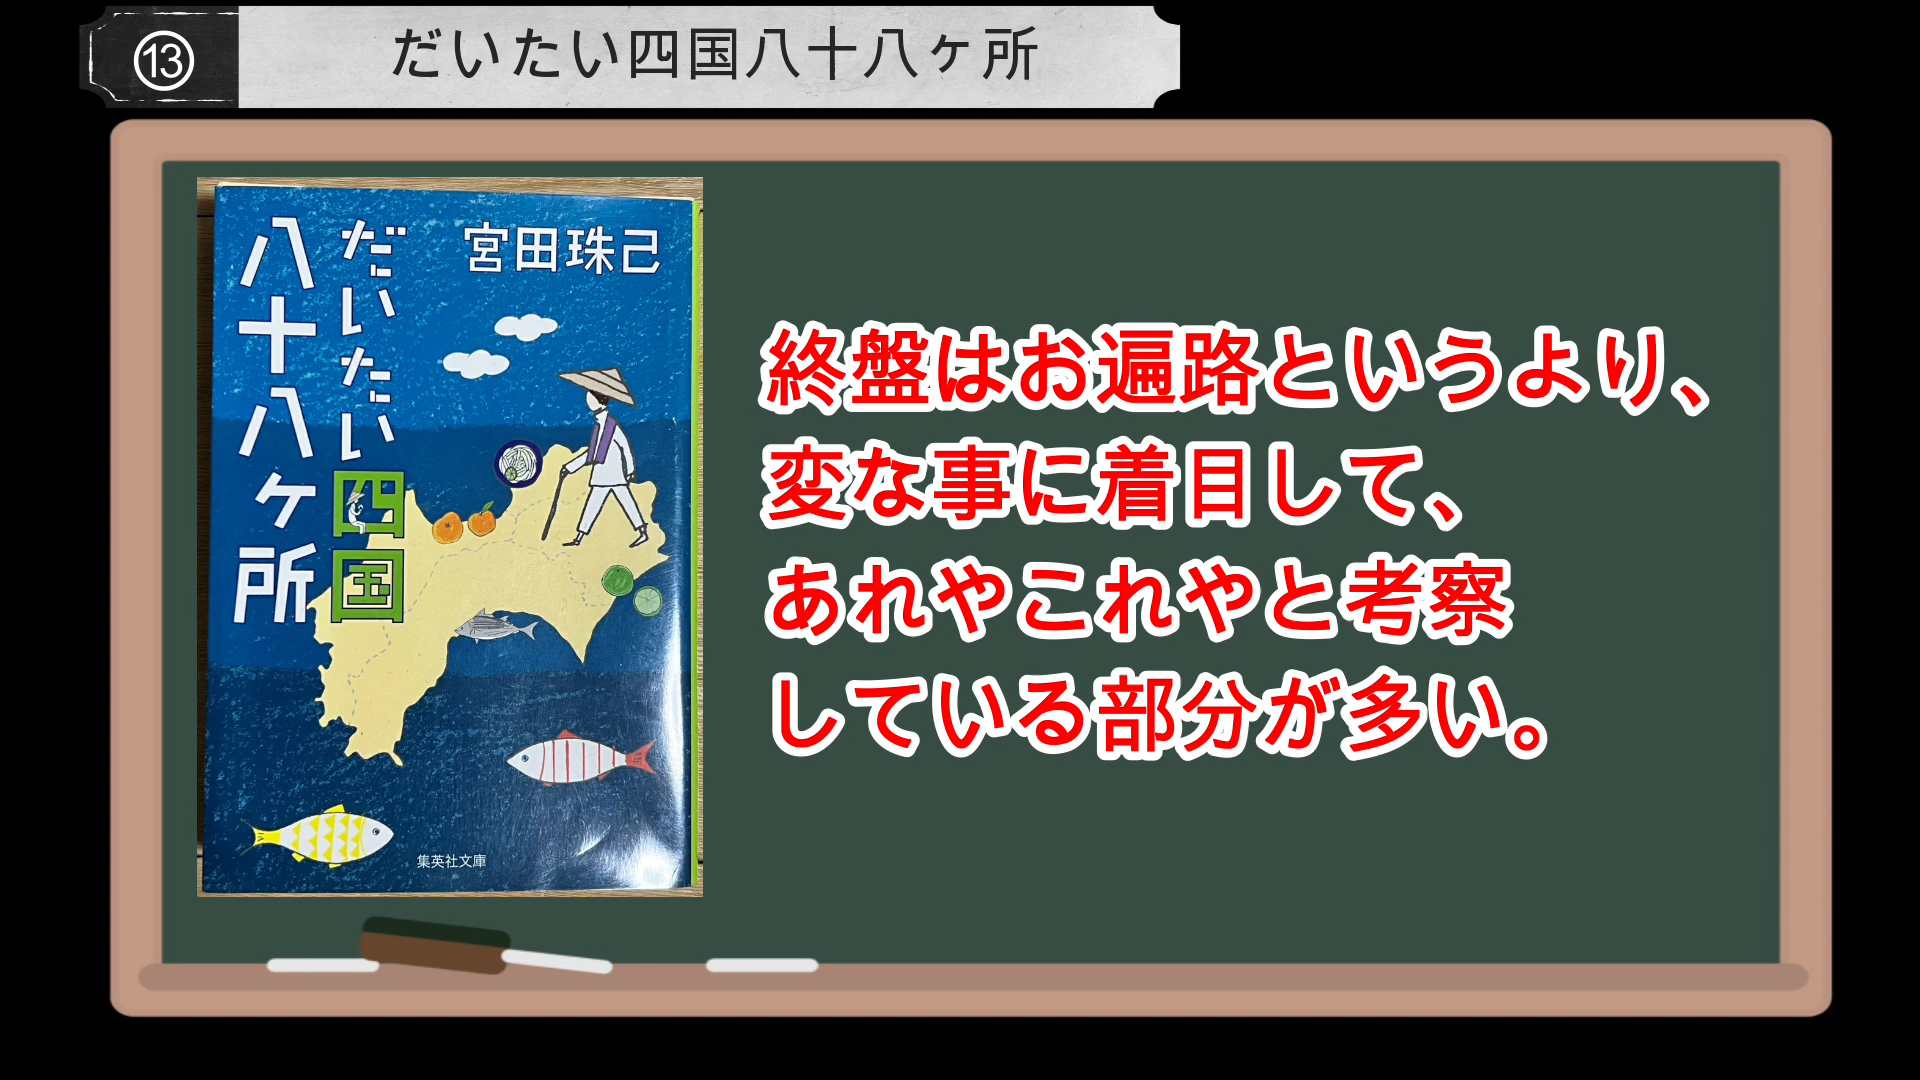 ⑬
だいたい四国八十八ヶ所
宮田珠己
だいたい四国
八十八ヶ所
集英社文庫
終盤はお遍路というより、
変な事に着目して、
あれやこれやと考察
している部分が多い。